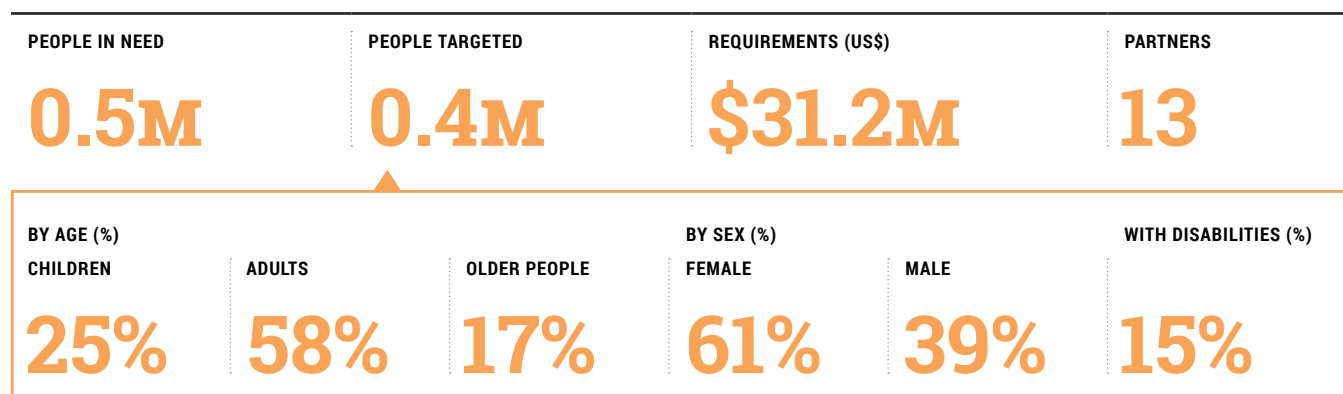 PEOPLE IN NEED PEOPLE TARGETED REQUIREMENTS (US$) PARTNERS
0.5M 0.4M $31.2M 13
BY AGE (%) BY SEX (%) WITH DISABILITIES (%)
CHILDREN ADULTS OLDER PEOPLE FEMALE MALE
25% 58% 17% 61% 39% 15%